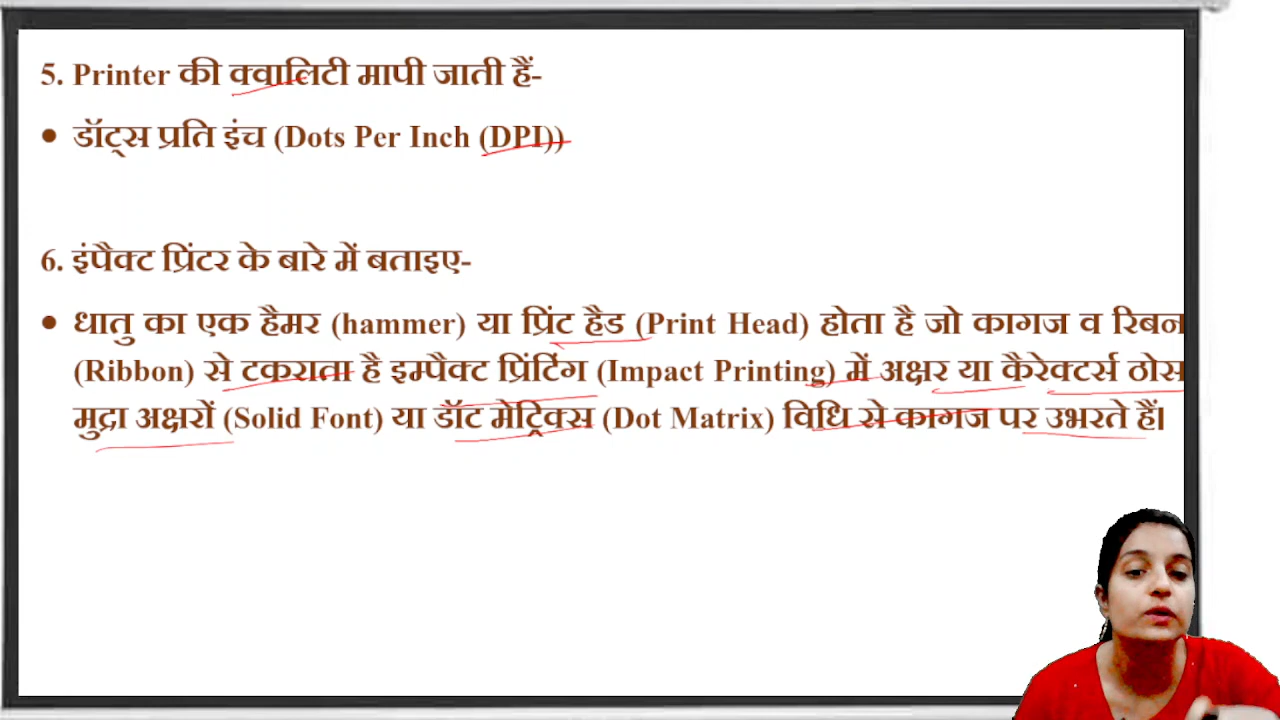 5. Printer की क्वालिटी मापी जाती हैं-
• डॉट्स प्रति इंच (Dots Per Inch (DPI))
6. इंपैक्ट प्रिंटर के बारे में बताइए-
• धातु का एक हैमर (hammer) या प्रिंट हैड (Print Head) होता है जो कागज व रिबन
(Ribbon) से टकराता है इम्पैक्ट प्रिंटिंग (Impact Printing) में अक्षर या कैरेक्टर्स ठोस
मुद्रा अक्षरों (Solid Font) या डॉट मेट्रिक्स (Dot Matrix) विधि से कागज पर उभरते हैं।